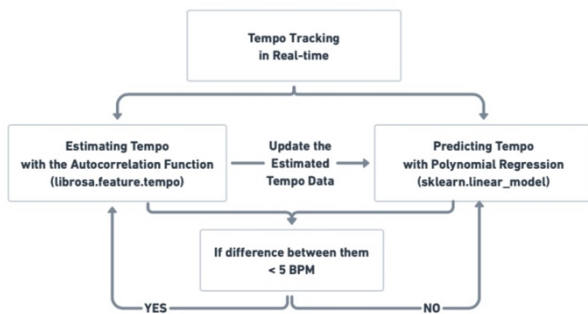 Tempo Tracking
in Real-time
Estimating Tempo
with the Autocorrelation Function
(librosa.feature.tempo)
Update the
Estimated
Tempo Data
Predicting Tempo
with Polynomial Regression
(sklearn.linear_model)
If difference between them
< 5 BPM
YES
NO